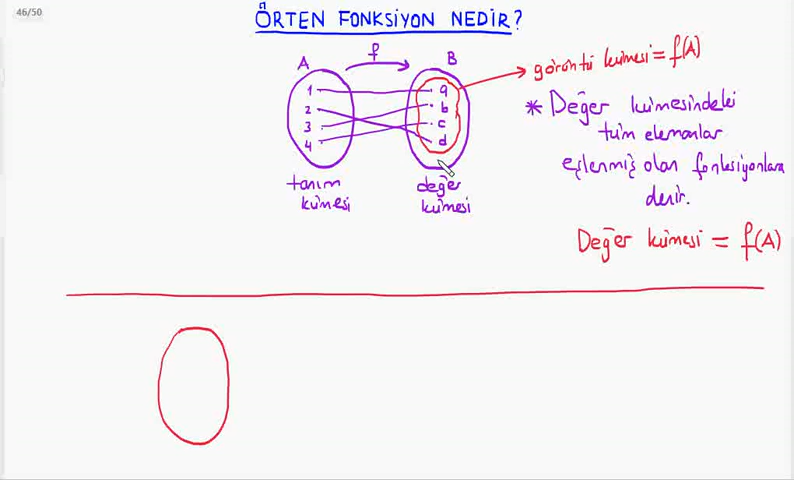 46/50
ÖRTEN FONKSİYON NEDİR?
A f B
1 a
2 b
3 c
4 d
tanım kümesi
değer kümesi
görüntü kümesi = f(A)
* Değer kümesindeki
tüm elemanlar
eşlenmiş olan fonksiyonlara
denir.
Değer kümesi = f(A)